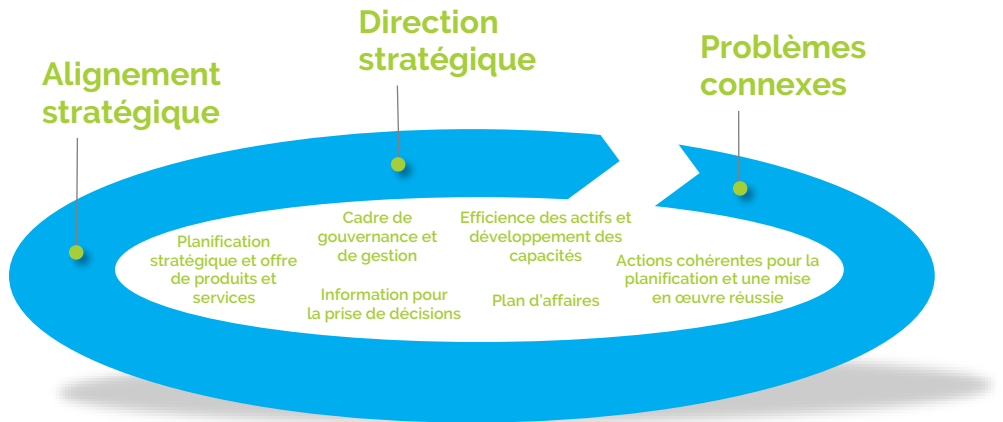 Alignement
stratégique
Direction
stratégique
Problèmes
connexes
Planification
stratégique et offre
de produits et
services
Cadre de
gouvernance et
de gestion
Information pour
la prise de décisions
Efficience des actifs et
développement des
capacités
Plan d’affaires
Actions cohérentes pour la
planification et une mise
en œuvre réussie